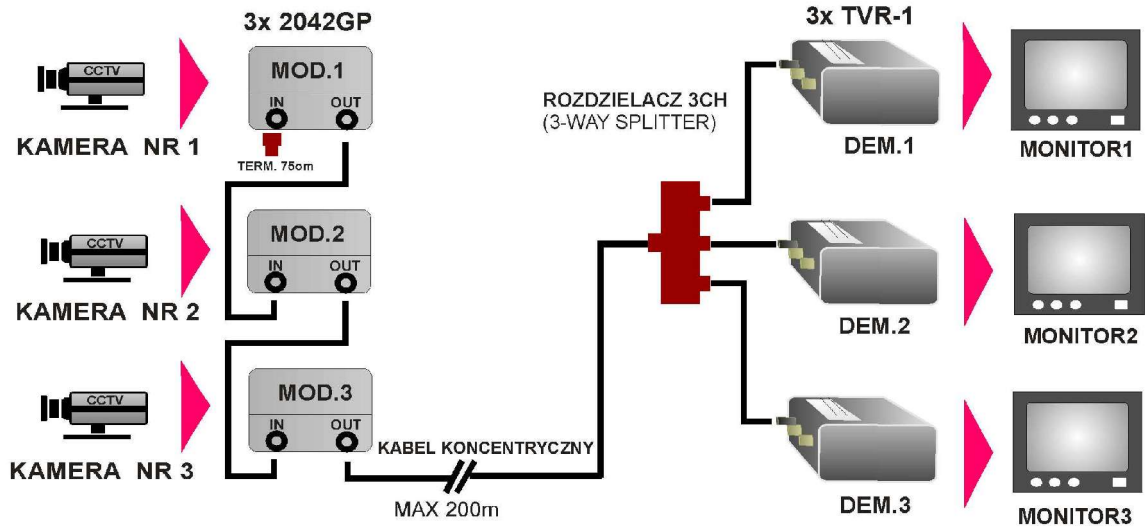 3x 2042GP
3x TVR-1
CCTV
MOD.1
IN OUT
KAMERA NR 1
TERM. 75om
ROZDZIELACZ 3CH
(3-WAY SPLITTER)
DEM.1
MONITOR1
CCTV
MOD.2
IN OUT
KAMERA NR 2
DEM.2
MONITOR2
CCTV
MOD.3
IN OUT
KAMERA NR 3
KABEL KONCENTRYCZNY
MAX 200m
DEM.3
MONITOR3